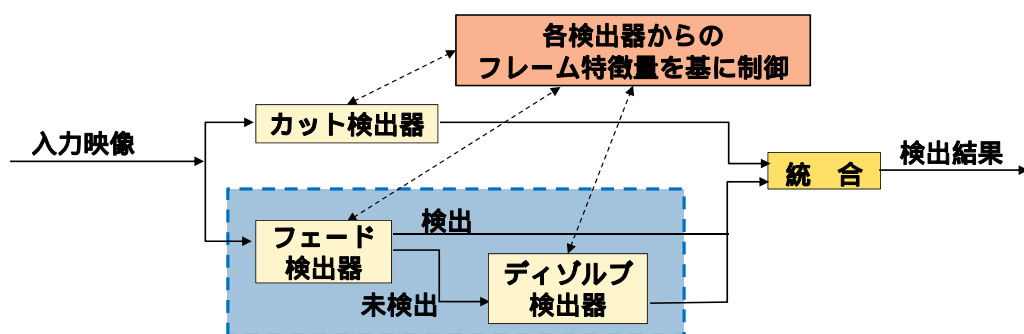 各検出器からの
フレーム特徴量を基に制御
カット検出器
入力映像
検出結果
統　合
検出
フェード
検出器
ディゾルブ
検出器
未検出